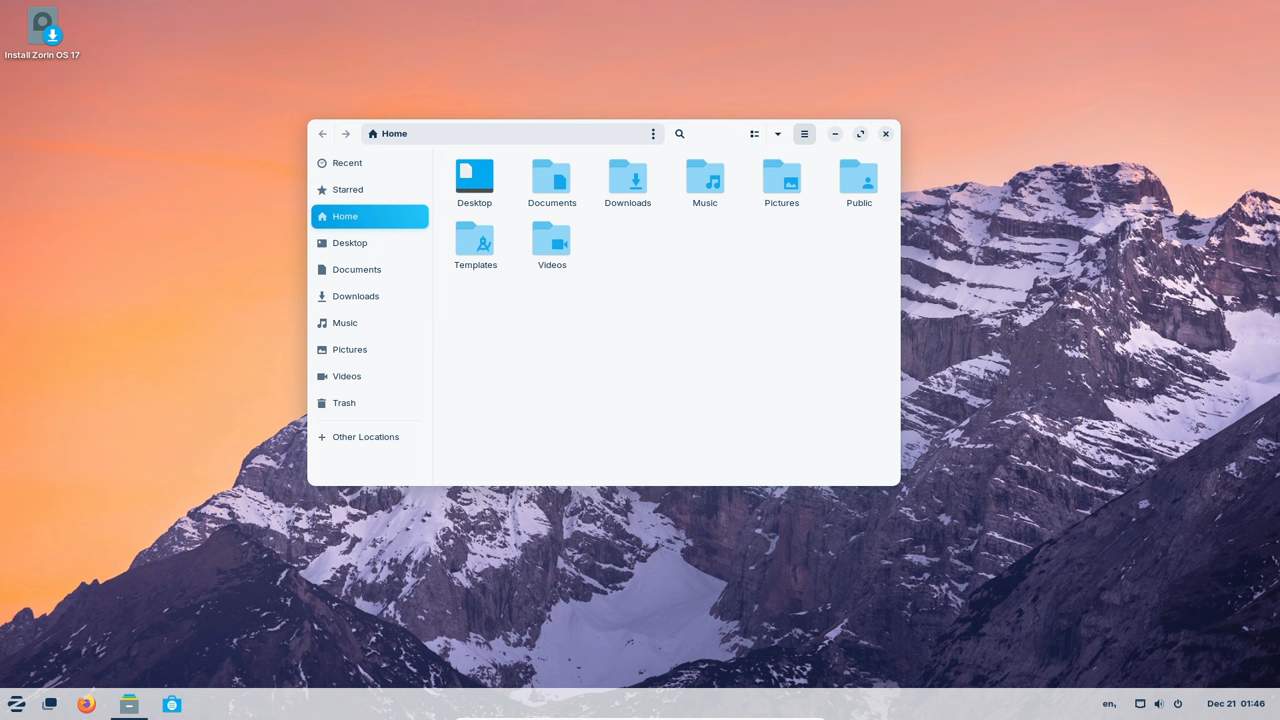 Install Zorin OS 17
Home
Recent
Starred
Home
Desktop
Documents
Downloads
Music
Pictures
Videos
Trash
Other Locations
Desktop
Documents
Downloads
Music
Pictures
Public
Templates
Videos
en₁
Dec 21 01:46